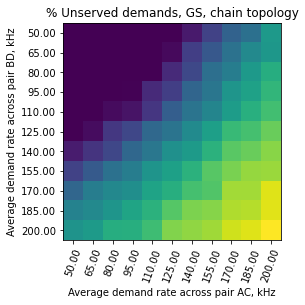 % Unserved demands, GS, chain topology
Average demand rate across pair BD, kHz
50.00
65.00
80.00
95.00
110.00
125.00
140.00
155.00
170.00
185.00
200.00
50.00 65.00 80.00 95.00 110.00 125.00 140.00 155.00 170.00 185.00 200.00
Average demand rate across pair AC, kHz